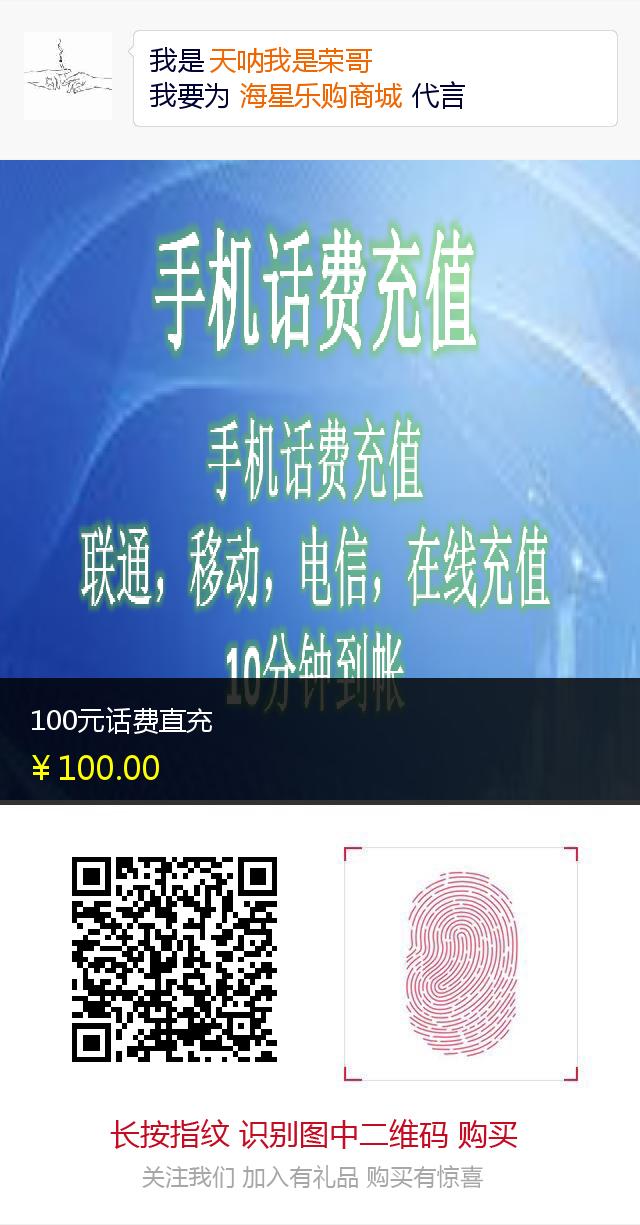 我是 天呐我是荣哥
我要为 海星乐购商城 代言
手机话费充值
手机话费充值
联通，移动，电信，在线充值
10分钟到帐
100元话费直充
￥100.00
长按指纹 识别图中二维码 购买
关注我们 加入有礼品 购买有惊喜